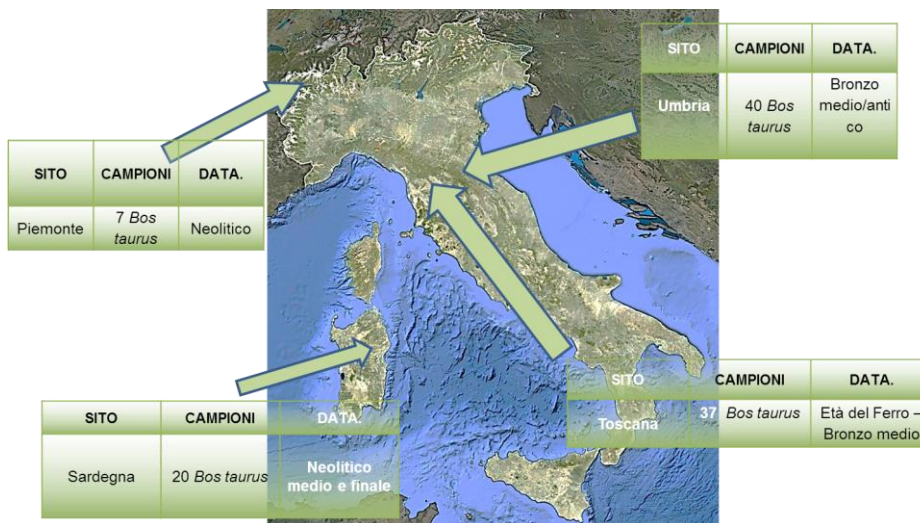 SITO CAMPIONI DATA.
Umbria 40 Bos taurus Bronzo medio/anti co
SITO CAMPIONI DATA.
Piemonte 7 Bos taurus Neolitico
SITO CAMPIONI DATA.
Toscana 37 Bos taurus Età del Ferro – Bronzo medio
SITO CAMPIONI DATA.
Sardegna 20 Bos taurus Neolitico medio e finale